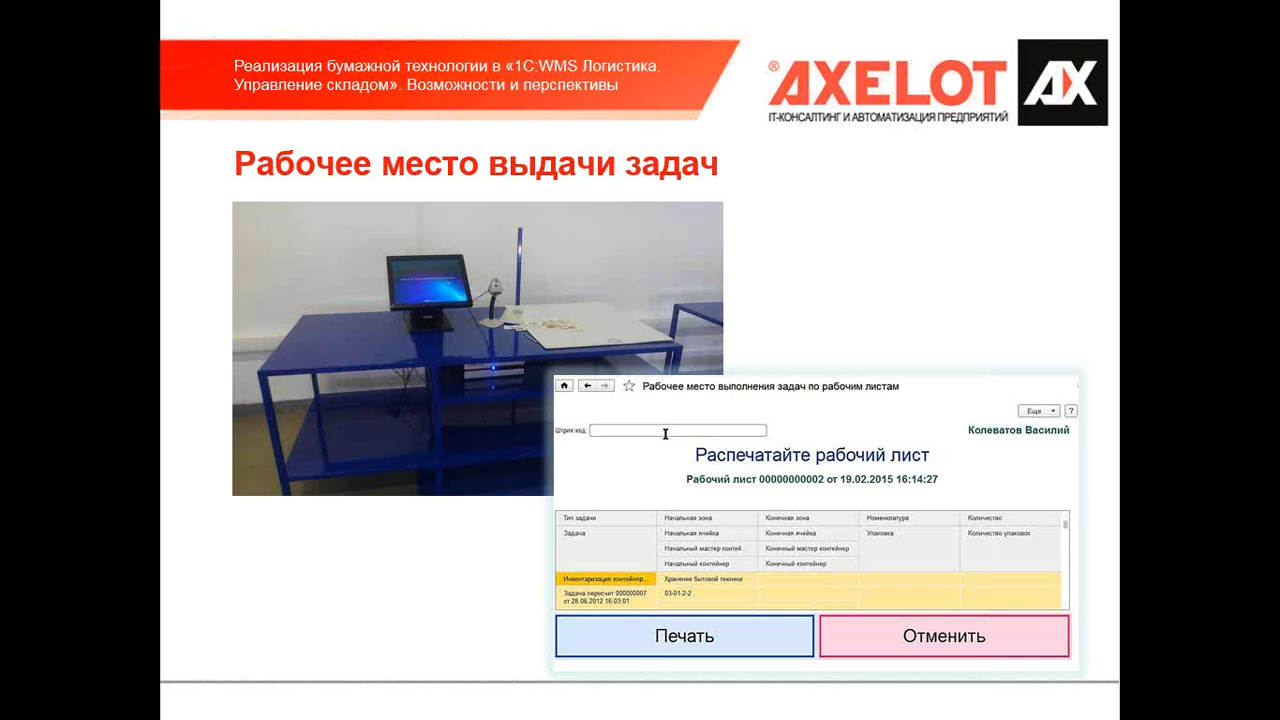 Реализация бумажной технологии в «1С:WMS Логистика.
Управление складом». Возможности и перспективы
® AXELOT AX
IT-КОНСАЛТИНГ И АВТОМАТИЗАЦИЯ ПРЕДПРИЯТИЙ
Рабочее место выдачи задач
Рабочее место выполнения задач по рабочим листам
Еще ?
Штрих код: Колеватов Василий
Распечатайте рабочий лист
Рабочий лист 00000000002 от 19.02.2015 16:14:27
Тип задачи Начальная зона Конечная зона Номенклатура Количество
Задача Начальная ячейка Конечная ячейка Упаковка Количество упаковок
Начальный мастер контей... Конечный мастер контейнер
Начальный контейнер Конечный контейнер
Инвентаризация контейнер... Хранение бытовой техники
Задача пересчет 000000007 03-01-2-2
от 28.06.2012 16:03:01
Печать Отменить